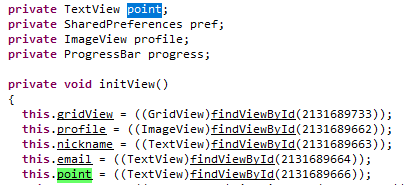 private TextView point;
private SharedPreferences pref;
private ImageView profile;
private ProgressBar progress;
private void initView()
{
this.gridView = ((GridView)findViewById(2131689733));
this.profile = ((ImageView)findViewById(2131689662));
this.nickname = ((TextView)findViewById(2131689663));
this.email = ((TextView)findViewById(2131689664));
this.point = ((TextView)findViewById(2131689666));